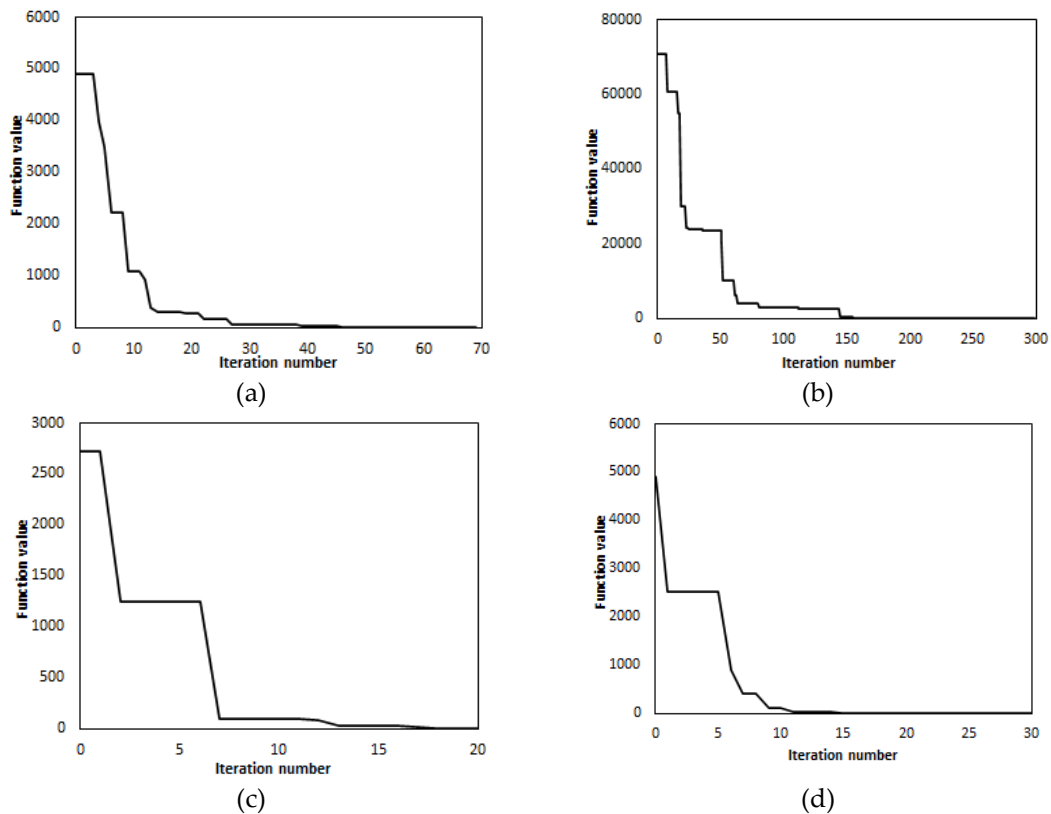 6000
5000
4000
3000
2000
1000
0
Function value
0 10 20 30 40 50 60 70
Iteration number
(a)
80000
60000
40000
20000
0
Function value
0 50 100 150 200 250 300
Iteration number
(b)
3000
2500
2000
1500
1000
500
0
Function value
0 5 10 15 20
Iteration number
(c)
6000
5000
4000
3000
2000
1000
0
Function value
0 5 10 15 20 25 30
Iteration number
(d)